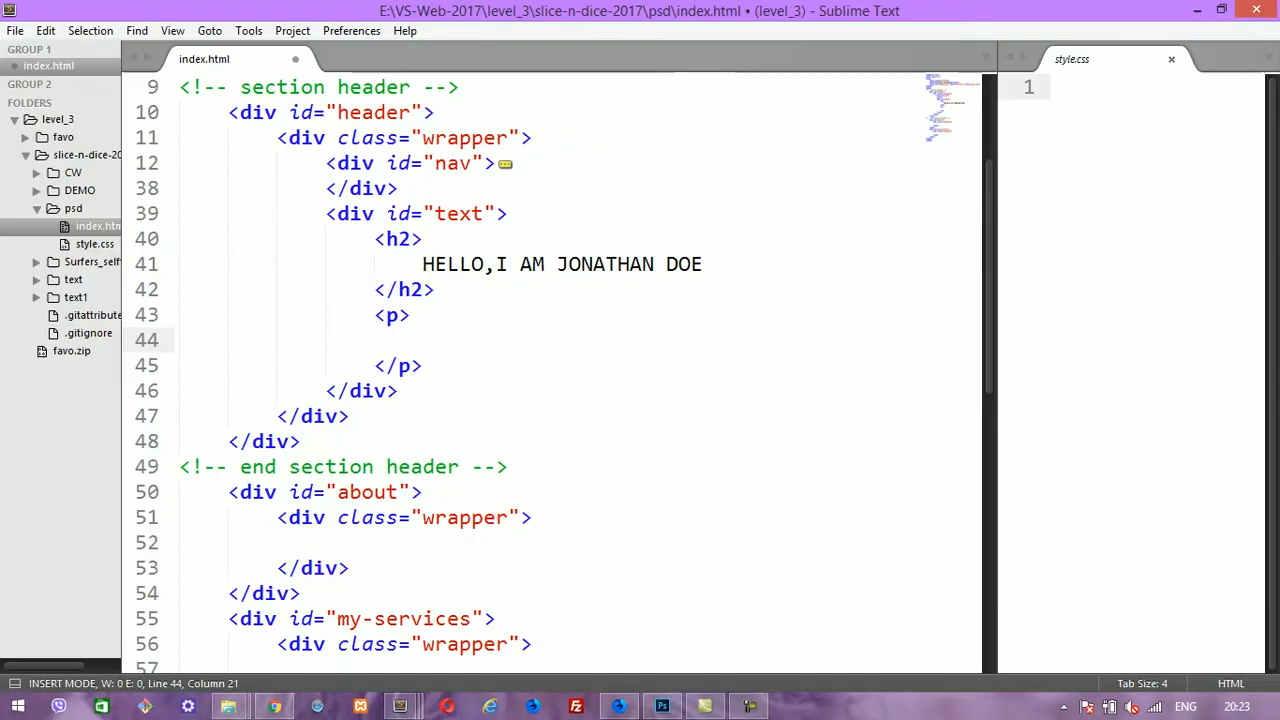 E:\VS-Web-2017\level_3\slice-n-dice-2017\psd\index.html • (level_3) - Sublime Text
File Edit Selection Find View Goto Tools Project Preferences Help
GROUP 1
index.html
GROUP 2
FOLDERS
level_3
favo
slice-n-dice-20
CW
DEMO
psd
index.htm
style.css
Surfers_self
text
text1
.gitattribute
.gitignore
favo.zip
index.html
9 <!-- section header -->
10 <div id="header">
11 <div class="wrapper">
12 <div id="nav">
38 </div>
39 <div id="text">
40 <h2>
41 HELLO,I AM JONATHAN DOE
42 </h2>
43 <p>
44
45 </p>
46 </div>
47 </div>
48 </div>
49 <!-- end section header -->
50 <div id="about">
51 <div class="wrapper">
52
53 </div>
54 </div>
55 <div id="my-services">
56 <div class="wrapper">
57
style.css
1
INSERT MODE, W: 0 E: 0, Line 44, Column 21
Tab Size: 4 HTML
ENG 20:23